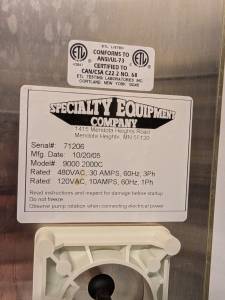 ETL LISTED
CONFORMS TO
ANSI/UL-73
CERTIFIED TO
CAN/CSA C22.2 NO. 68
ETL TESTING LABORATORIES INC.
CORTLAND, NEW YORK 13045
SPECIALTY EQUIPMENT
COMPANY
1415 Mendota Heights Road
Mendota Heights, MN 55120
Serial#: 71206
Mfg. Date: 10/20/05
Model#: 9000 2000C
Rated: 480VAC, 30 AMPS, 60Hz, 3Ph
Rated: 120VAC, 10AMPS, 60Hz, 1Ph
Read instructions and inspect for damage before startup
Do not freeze
Observe pump rotation when connecting electrical power